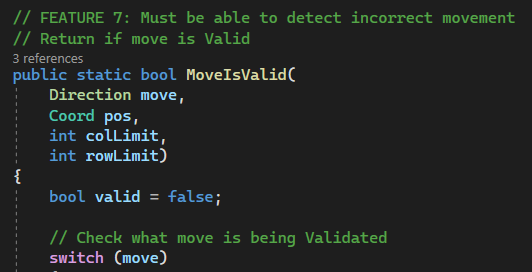 // FEATURE 7: Must be able to detect incorrect movement
// Return if move is Valid
3 references
public static bool MoveIsValid(
    Direction move,
    Coord pos,
    int colLimit,
    int rowLimit)
{
    bool valid = false;

    // Check what move is being Validated
    switch (move)